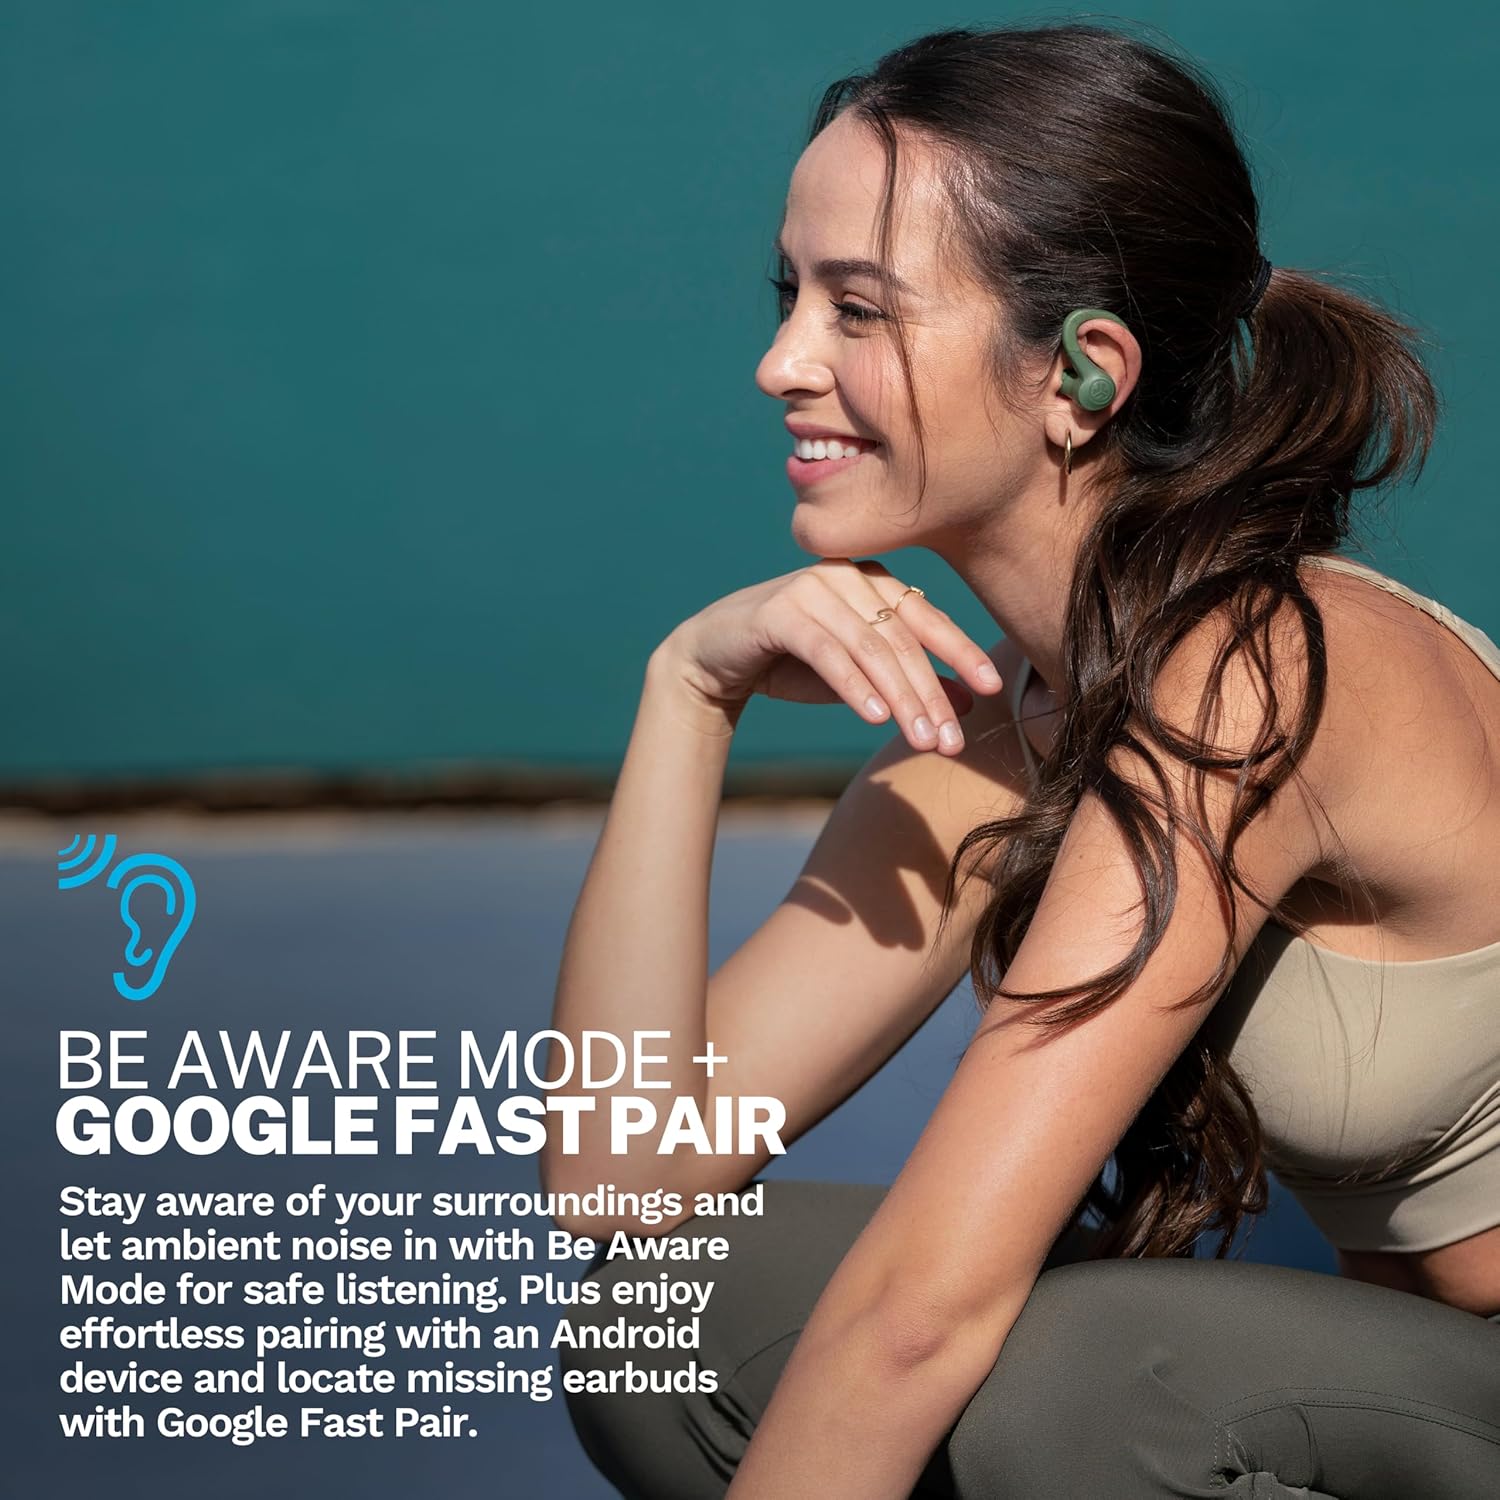 BE AWARE MODE +
GOOGLE FAST PAIR
Stay aware of your surroundings and
let ambient noise in with Be Aware
Mode for safe listening. Plus enjoy
effortless pairing with an Android
device and locate missing earbuds
with Google Fast Pair.